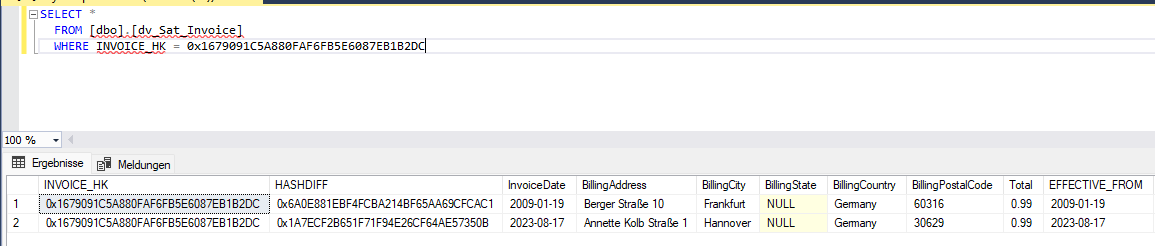 SELECT *
FROM [dbo].[dv_Sat_Invoice]
WHERE INVOICE_HK = 0x1679091C5A880FAF6FB5E6087EB1B2DC
100 %
Ergebnisse Meldungen
INVOICE_HK HASHDIFF InvoiceDate BillingAddress BillingCity BillingState BillingCountry BillingPostalCode Total EFFECTIVE_FROM
1 0x1679091C5A880FAF6FB5E6087EB1B2DC 0x6A0E881EBF4FCBA214BF65AA69CFCAC1 2009-01-19 Berger Straße 10 Frankfurt NULL Germany 60316 0.99 2009-01-19
2 0x1679091C5A880FAF6FB5E6087EB1B2DC 0x1A7ECF2B651F71F94E26CF64AE57350B 2023-08-17 Annette Kolb Straße 1 Hannover NULL Germany 30629 0.99 2023-08-17